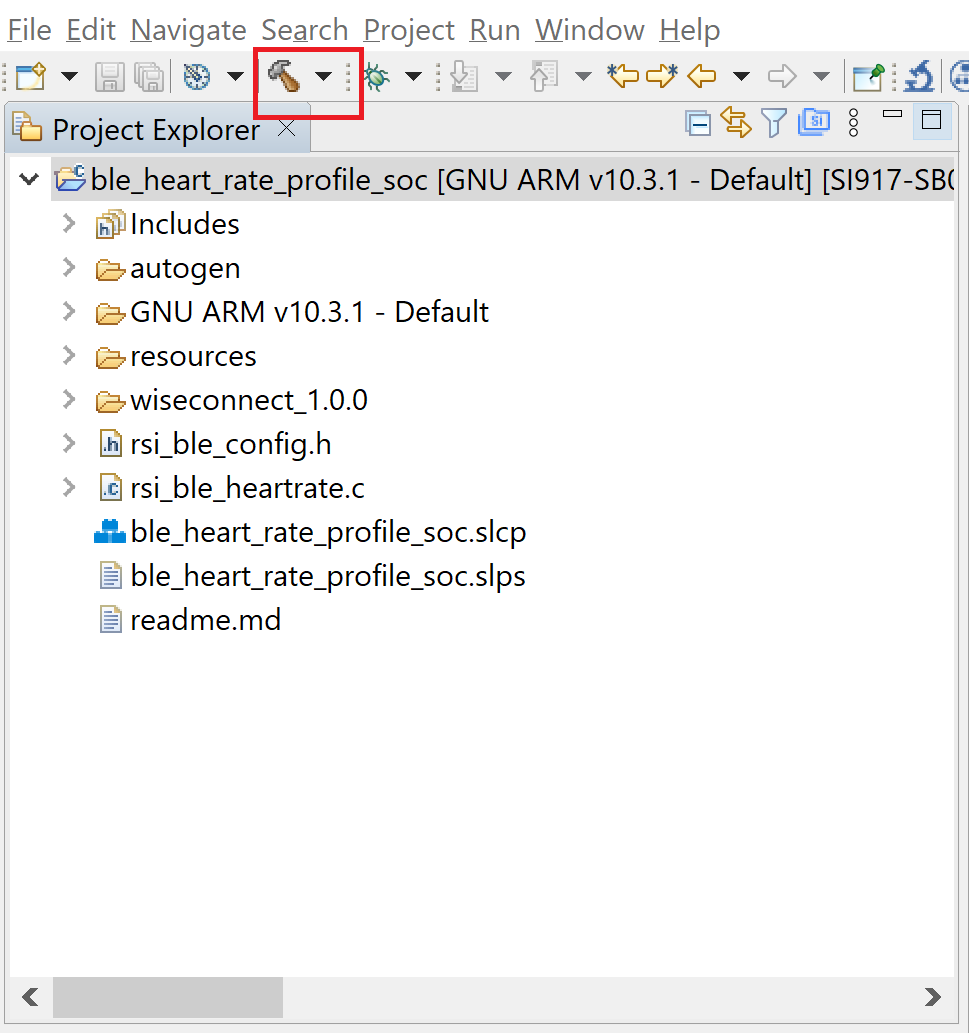 File Edit Navigate Search Project Run Window Help
Project Explorer
ble_heart_rate_profile_soc [GNU ARM v10.3.1 - Default] [SI917-SB0
Includes
autogen
GNU ARM v10.3.1 - Default
resources
wiseconnect_1.0.0
rsi_ble_config.h
rsi_ble_heartrate.c
ble_heart_rate_profile_soc.slcp
ble_heart_rate_profile_soc.slps
readme.md